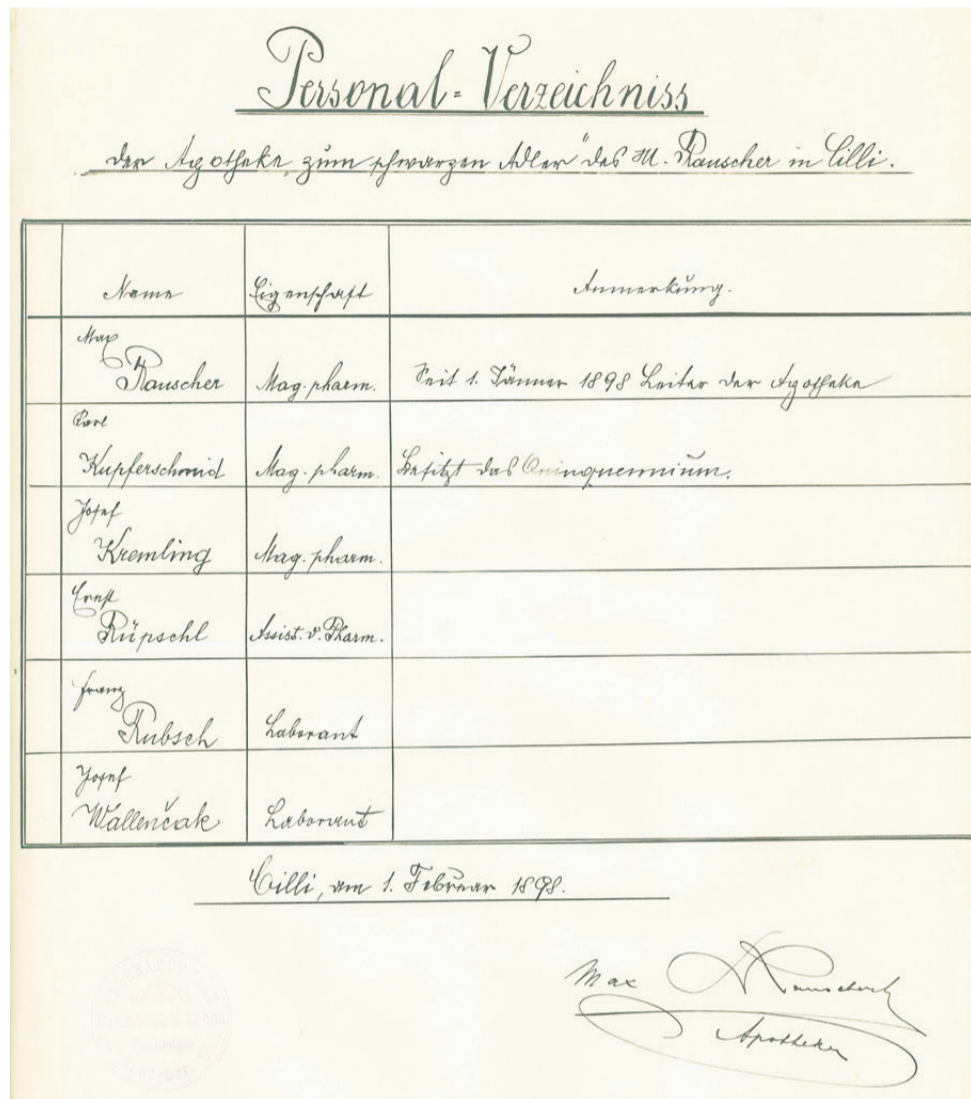 Personal-Verzeichniss
der Apotheke „zum schwarzen Adler" des M. Rauscher in Cilli.
Name Eigenschaft Anmerkung.
Max
Rauscher Mag. pharm. Seit 1. Jänner 1898 Leiter der Apotheke
Carl
Kupferschmid Mag. pharm. Besitzt das Quinquennium.
Josef
Kremling Mag. pharm.
Ernst
Rüpschl Assist. d. Pharm.
Franz
Rubsch Laborant
Josef
Wallenčak Laborant
Cilli, am 1. Februar 1898.
Max Rauscher
Apotheker
Rauscher